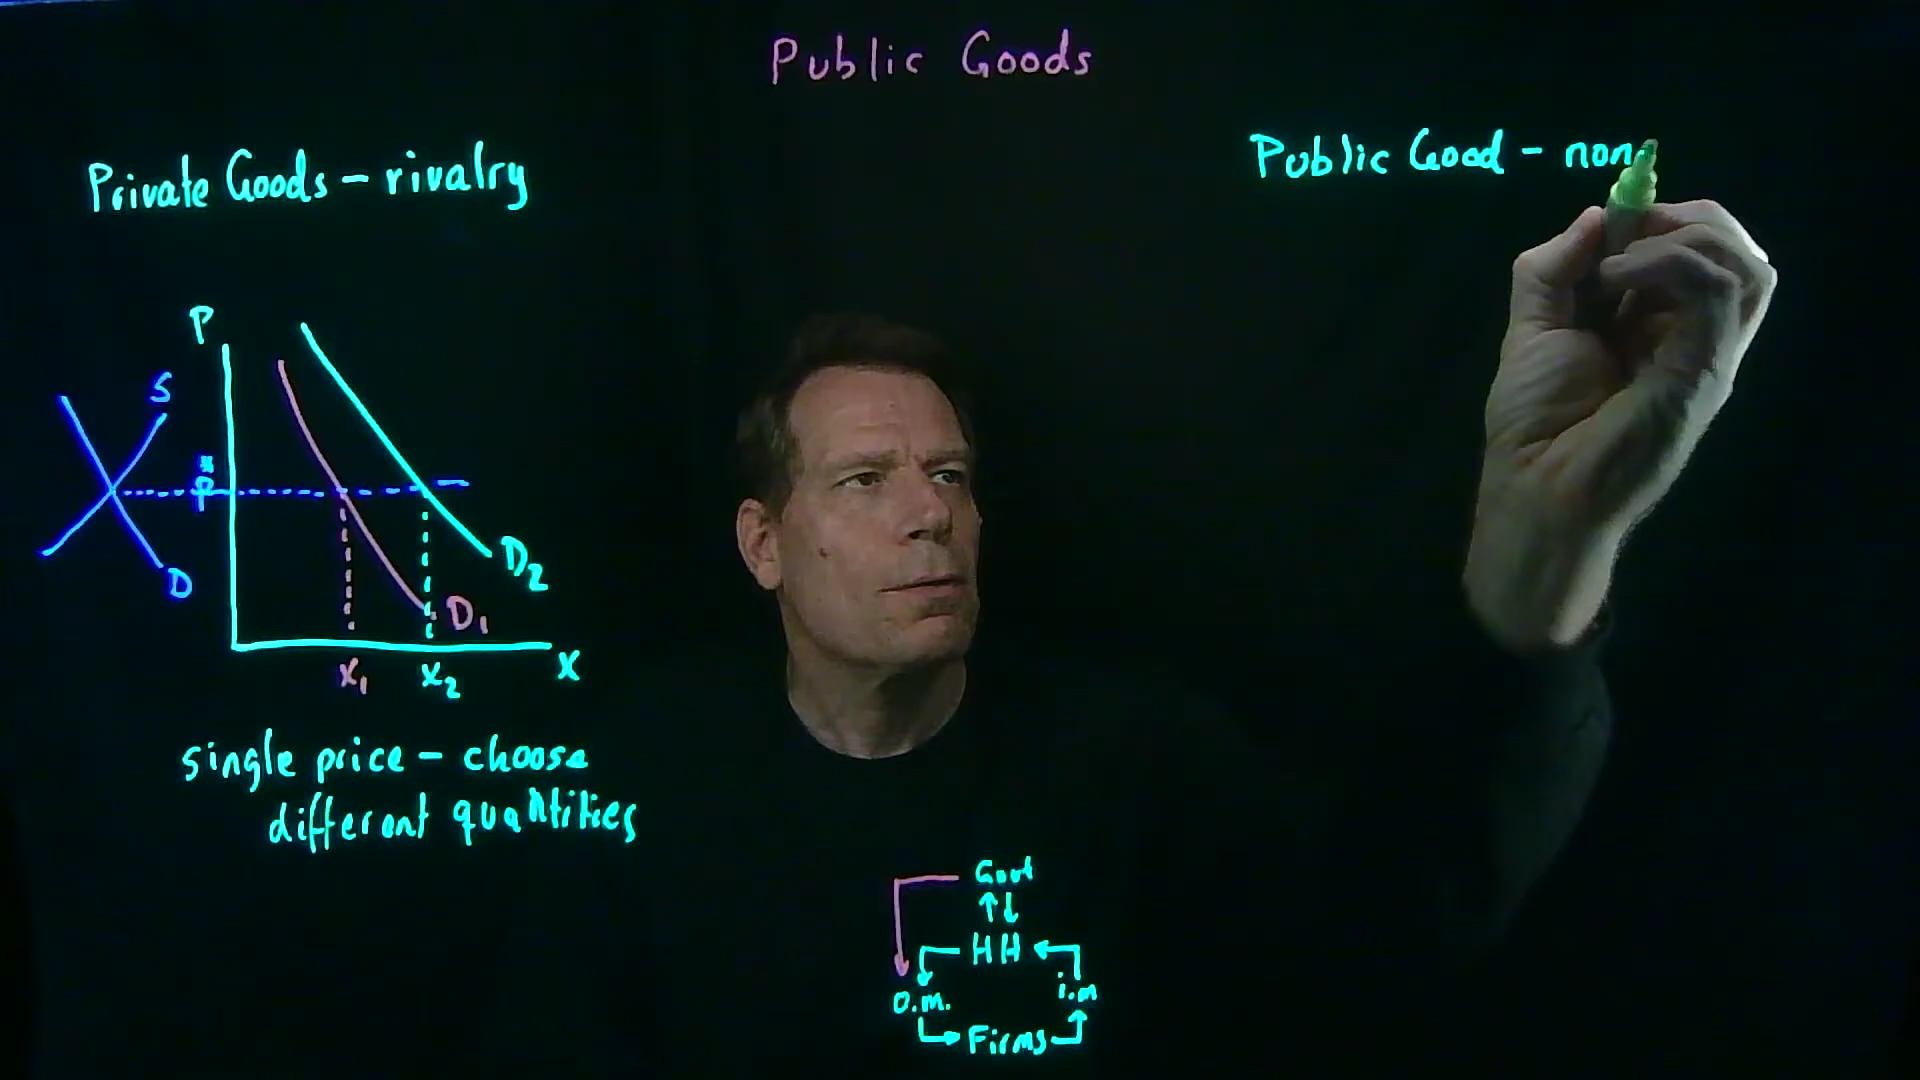 Public Goods
Private Goods – rivalry
Public Good – non
P
S
P*
D
D2
D1
x1
x2
x
single price – choose
different quantities
Govt
HH
o.m.
i.m
Firms